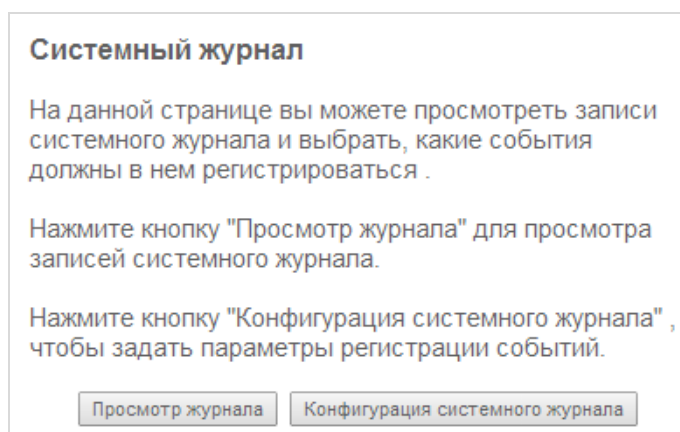 Системный журнал
На данной странице вы можете просмотреть записи
системного журнала и выбрать, какие события
должны в нем регистрироваться .
Нажмите кнопку "Просмотр журнала" для просмотра
записей системного журнала.
Нажмите кнопку "Конфигурация системного журнала" ,
чтобы задать параметры регистрации событий.
Просмотр журнала Конфигурация системного журнала